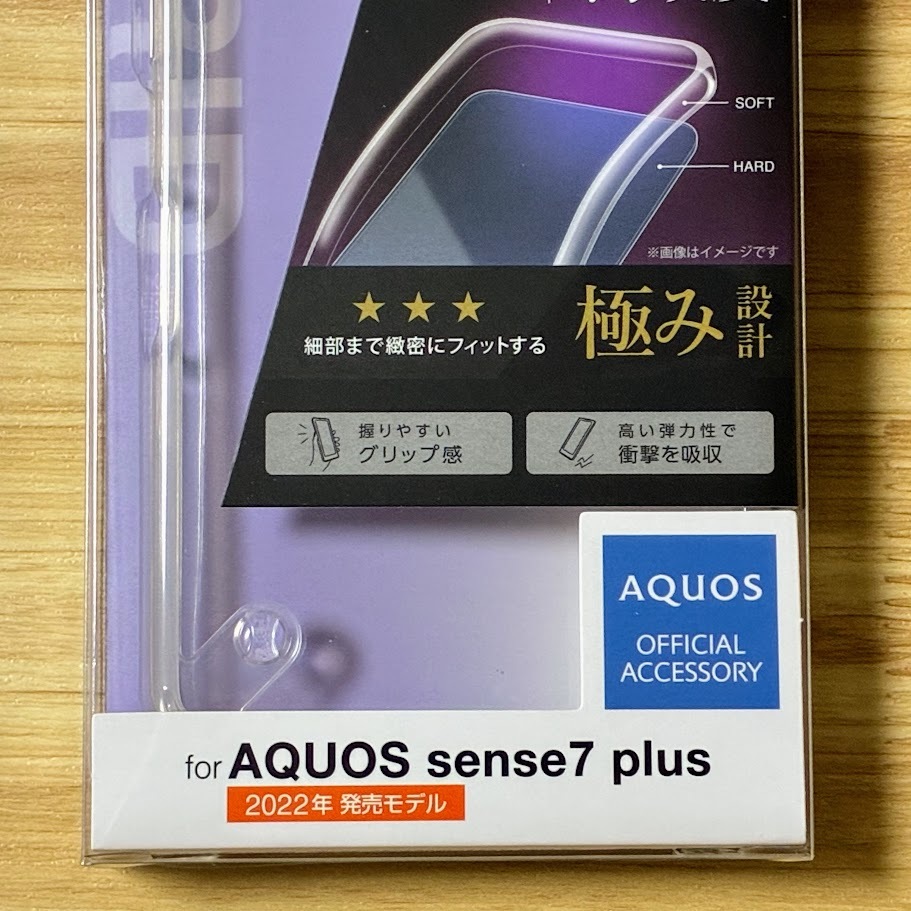 SOFT
HARD
※画像はイメージです
★★★
細部まで緻密にフィットする
極み設計
握りやすい
グリップ感
高い弾力性で
衝撃を吸収
AQUOS
OFFICIAL
ACCESSORY
for AQUOS sense7 plus
2022年 発売モデル